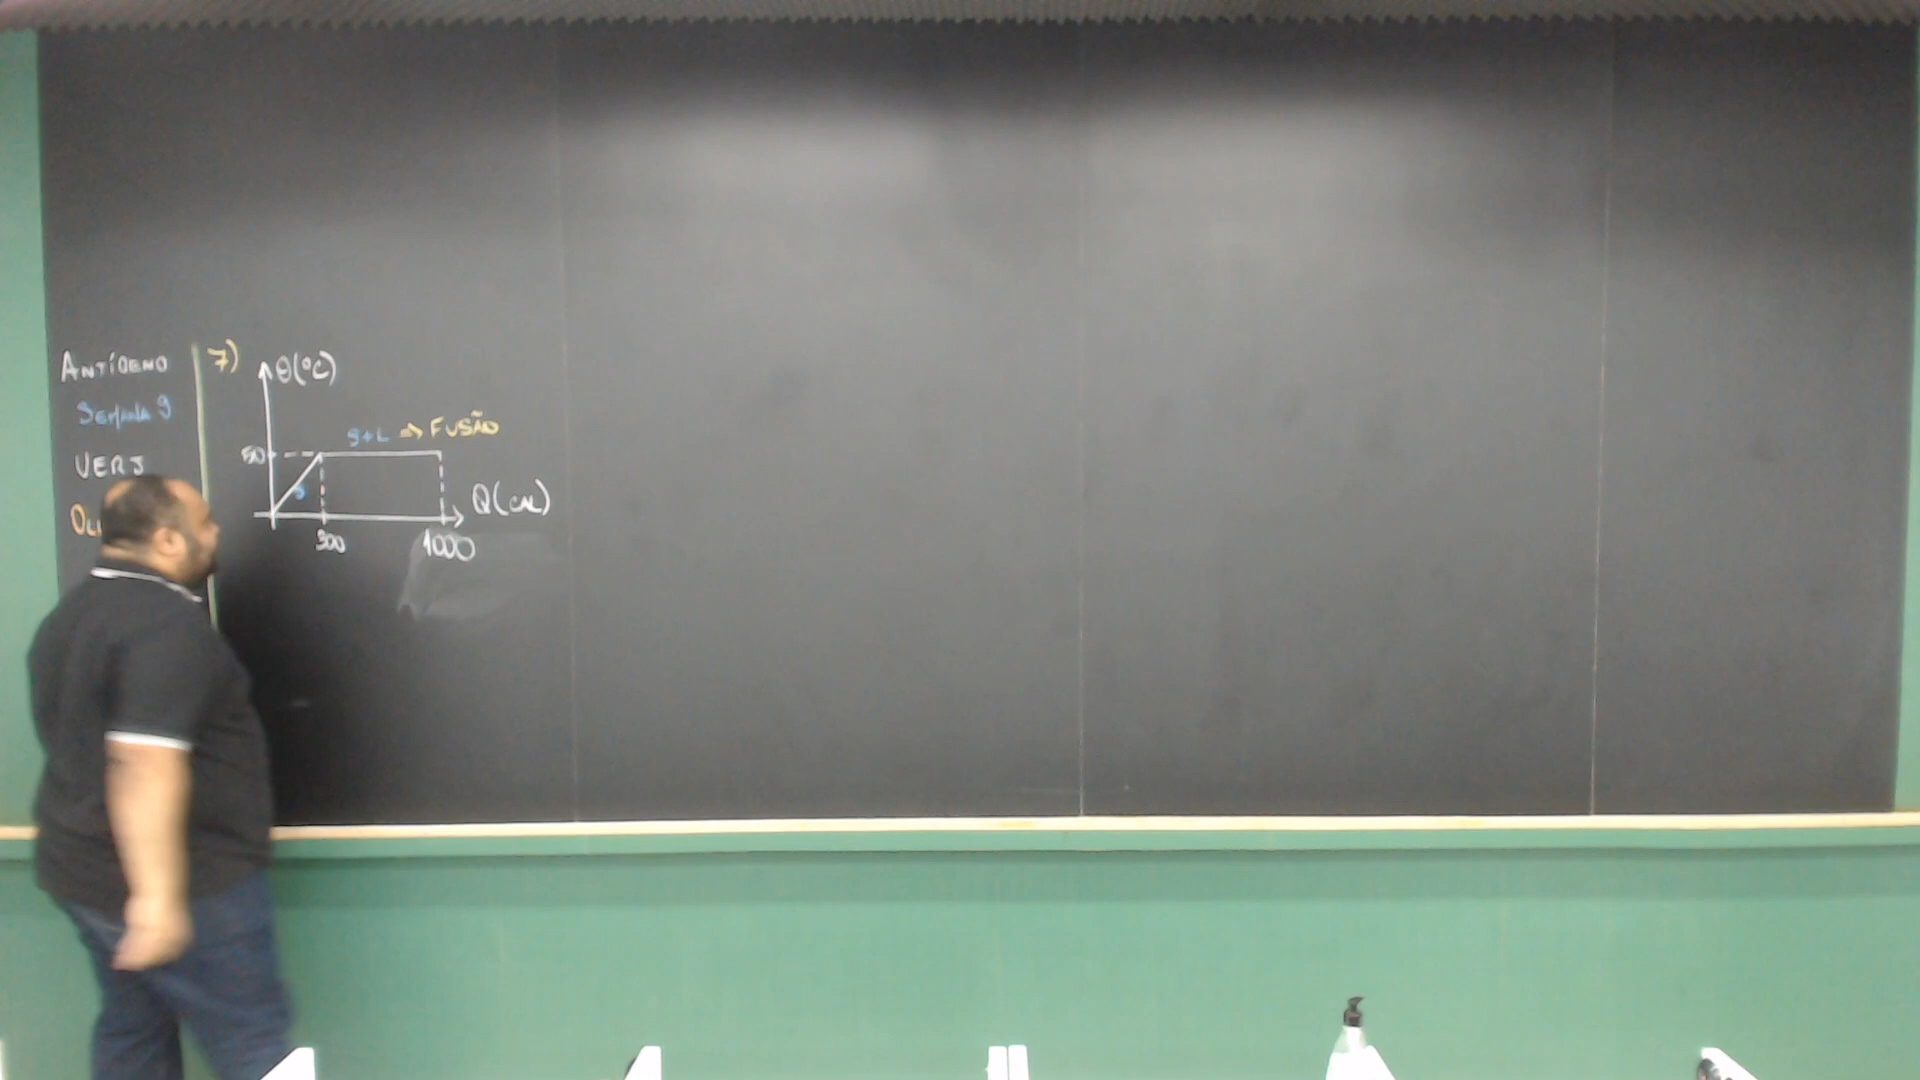 ANTÍGENO
SEMANA 9
UERJ
7)
θ(°C)
S+L ⇒ FUSÃO
50
S
Q(CAL)
300
1000